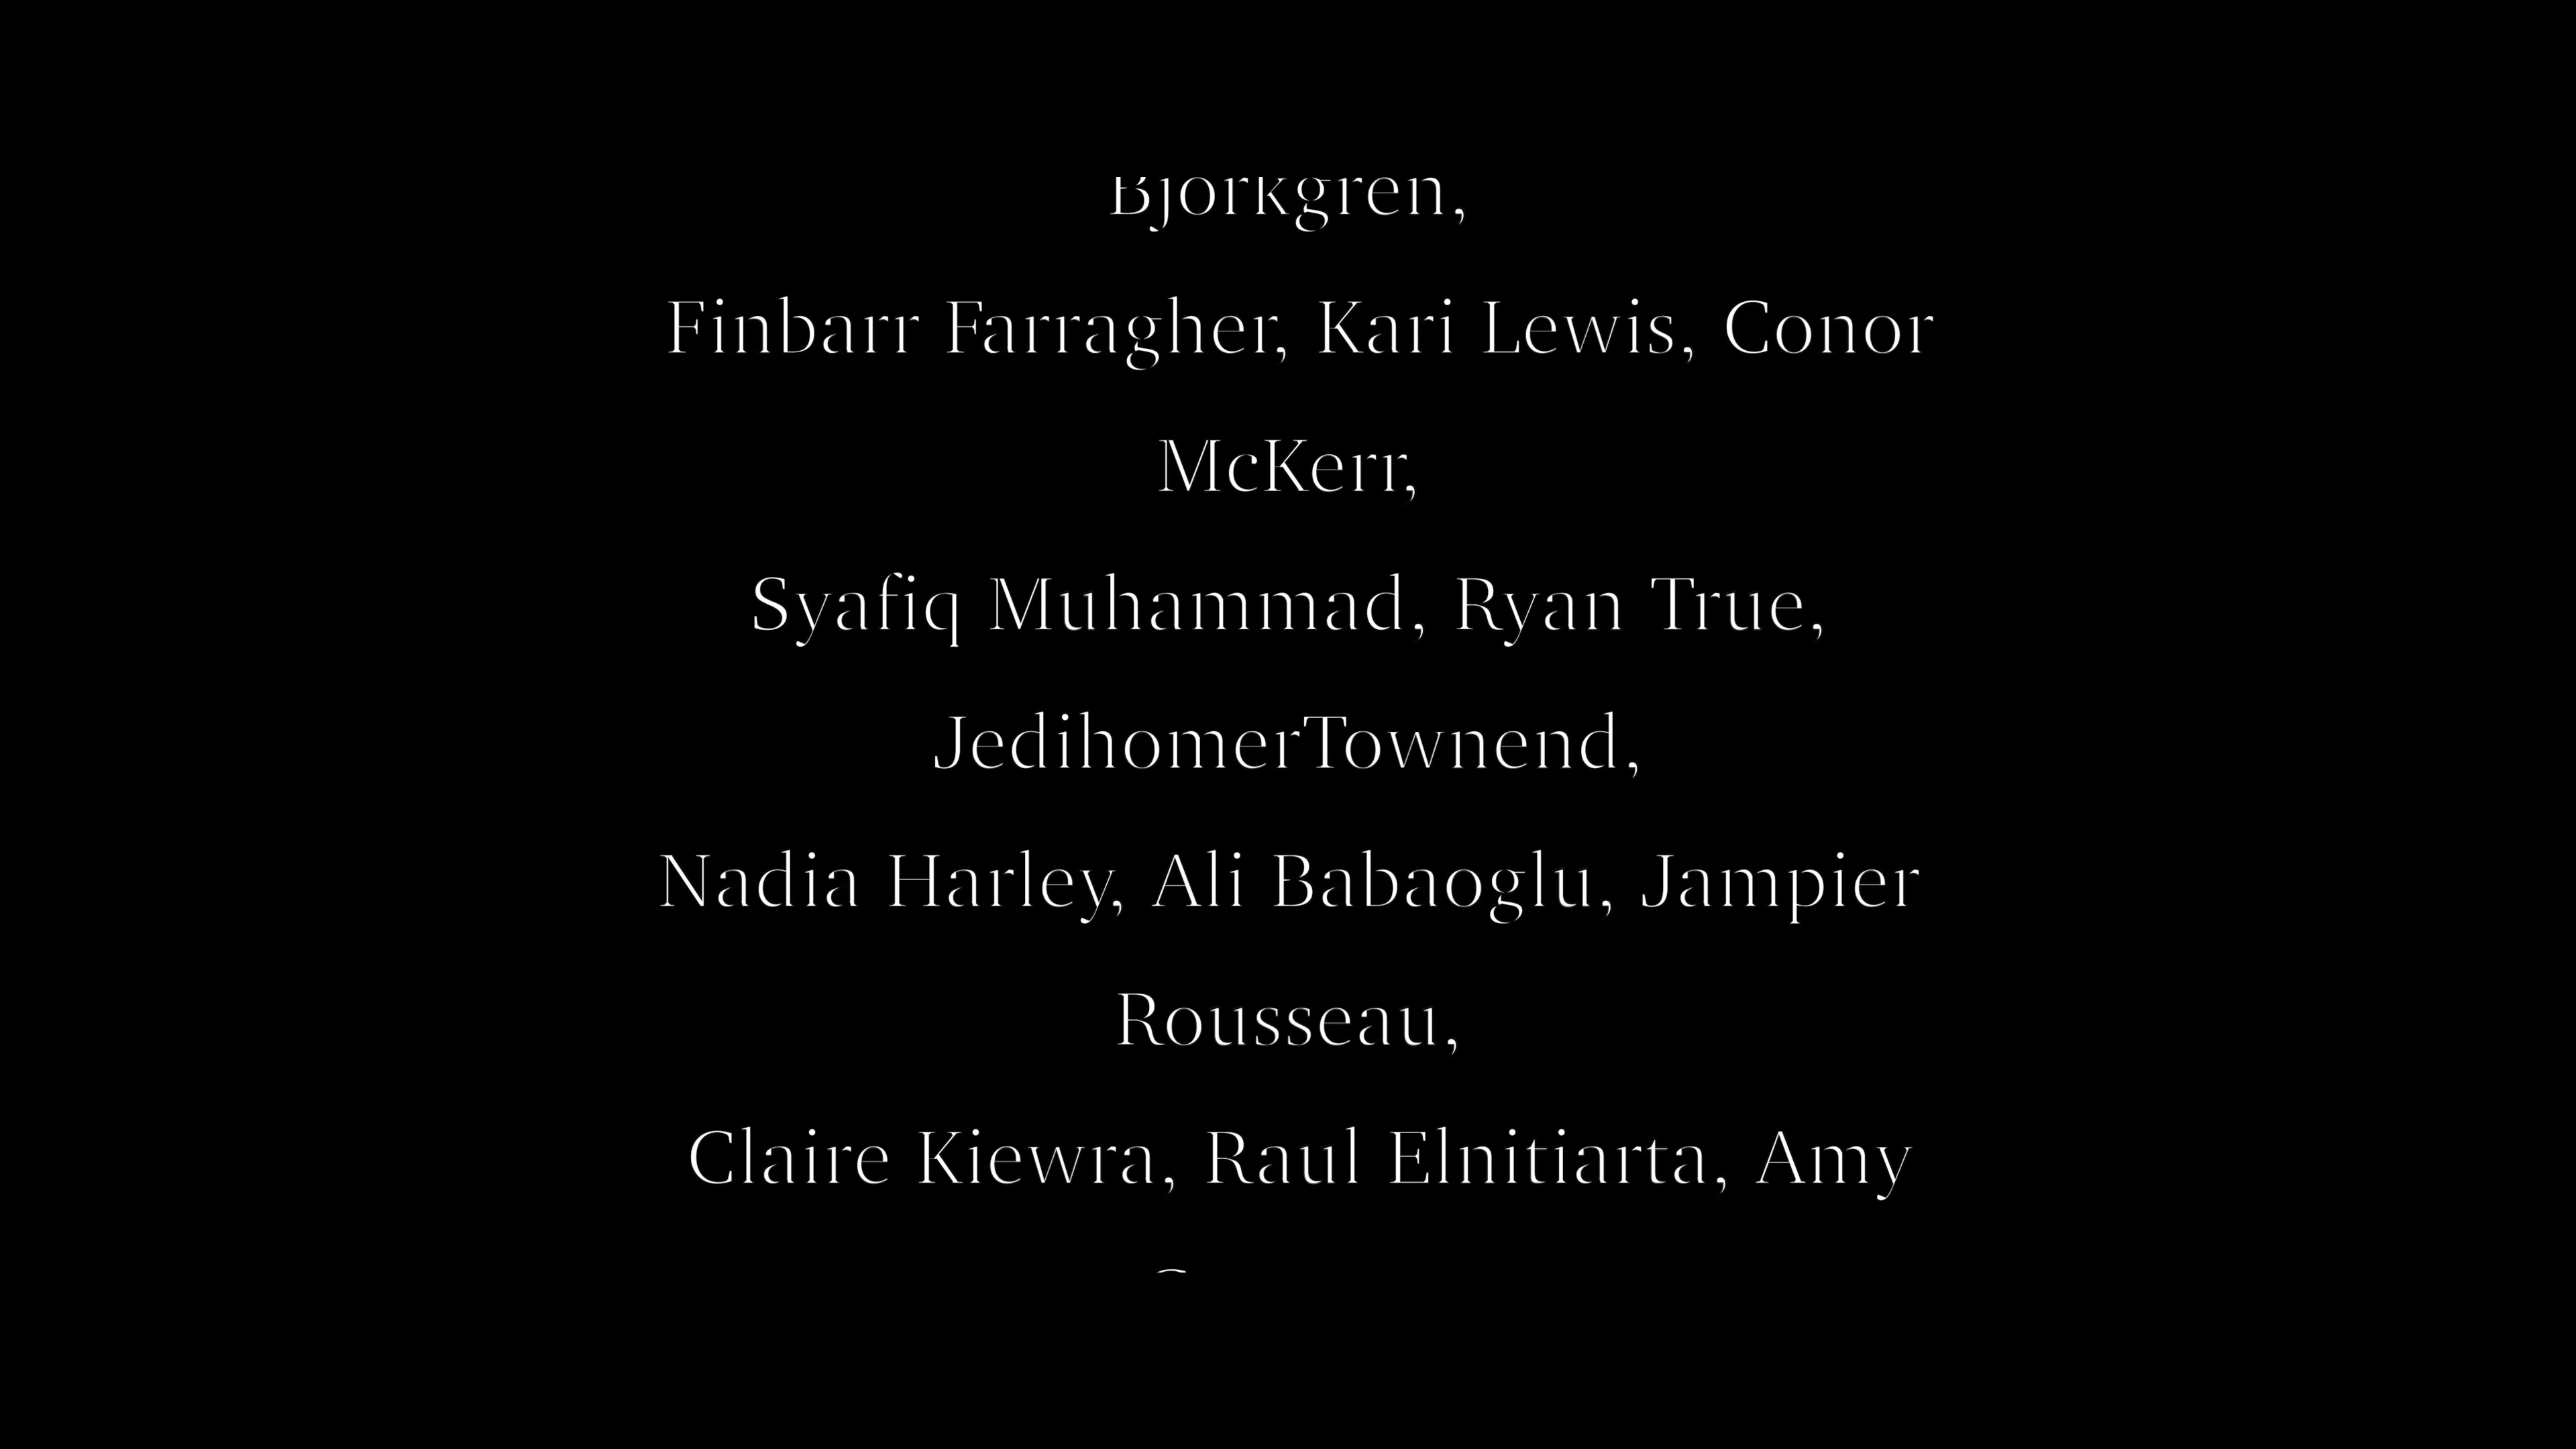 Bjorkgren,
Finbarr Farragher, Kari Lewis, Conor
McKerr,
Syafiq Muhammad, Ryan True,
JedihomerTownend,
Nadia Harley, Ali Babaoglu, Jampier
Rousseau,
Claire Kiewra, Raul Elnitiarta, Amy